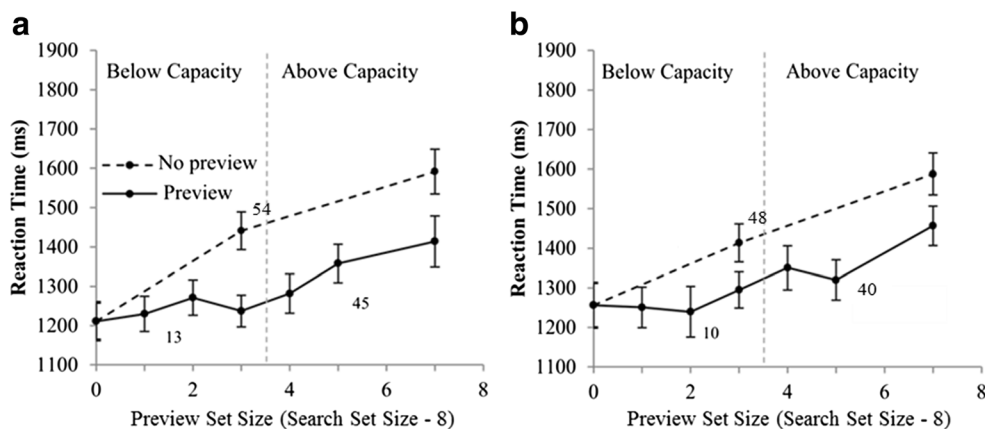 a
1900
1800
1700
1600
1500
1400
1300
1200
1100
Reaction Time (ms)
Below Capacity
Above Capacity
No preview
Preview
54
45
13
0
2
4
6
8
Preview Set Size (Search Set Size - 8)
b
1900
1800
1700
1600
1500
1400
1300
1200
1100
Reaction Time (ms)
Below Capacity
Above Capacity
48
40
10
0
2
4
6
8
Preview Set Size (Search Set Size - 8)